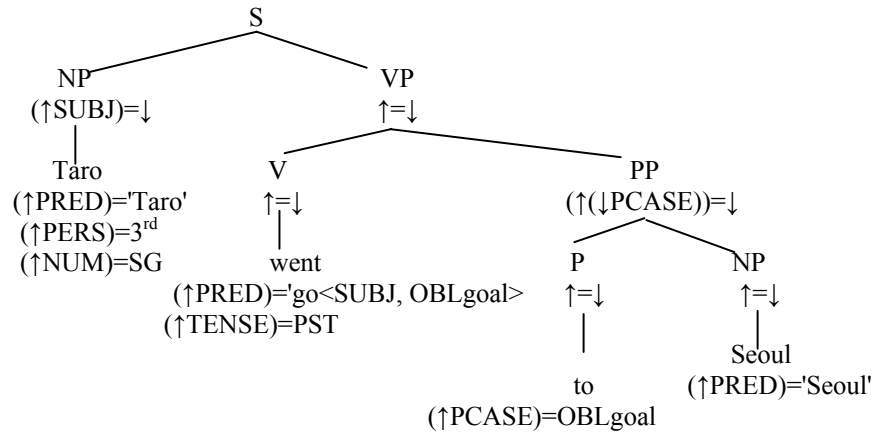 S
NP VP
(↑SUBJ)=↓ ↑=↓
Taro V PP
(↑PRED)='Taro' ↑=↓ (↑(↓PCASE))=↓
(↑PERS)=3rd P NP
(↑NUM)=SG went ↑=↓ ↑=↓
(↑PRED)='go<SUBJ, OBLgoal>
(↑TENSE)=PST
Seoul
to (↑PRED)='Seoul'
(↑PCASE)=OBLgoal